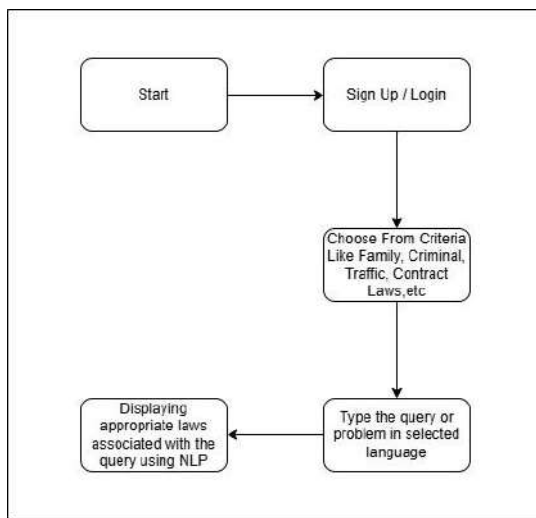 Start
Sign Up / Login
Choose From Criteria
Like Family, Criminal,
Traffic, Contract
Laws,etc
Type the query or
problem in selected
language
Displaying
appropriate laws
associated with the
query using NLP